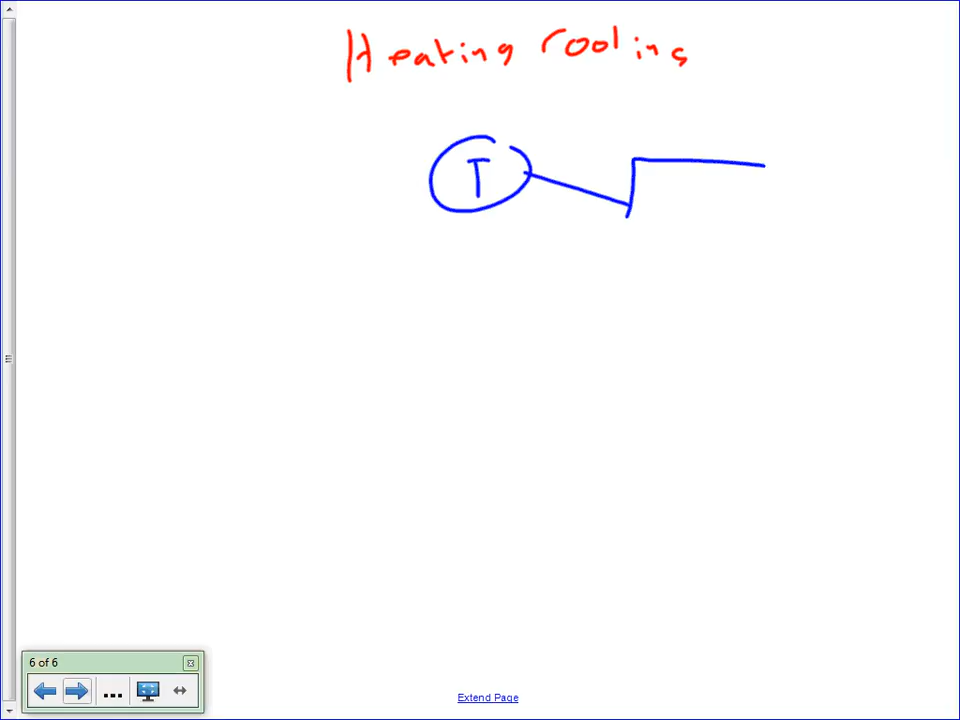 Heating cooling
T
6 of 6
...
Extend Page